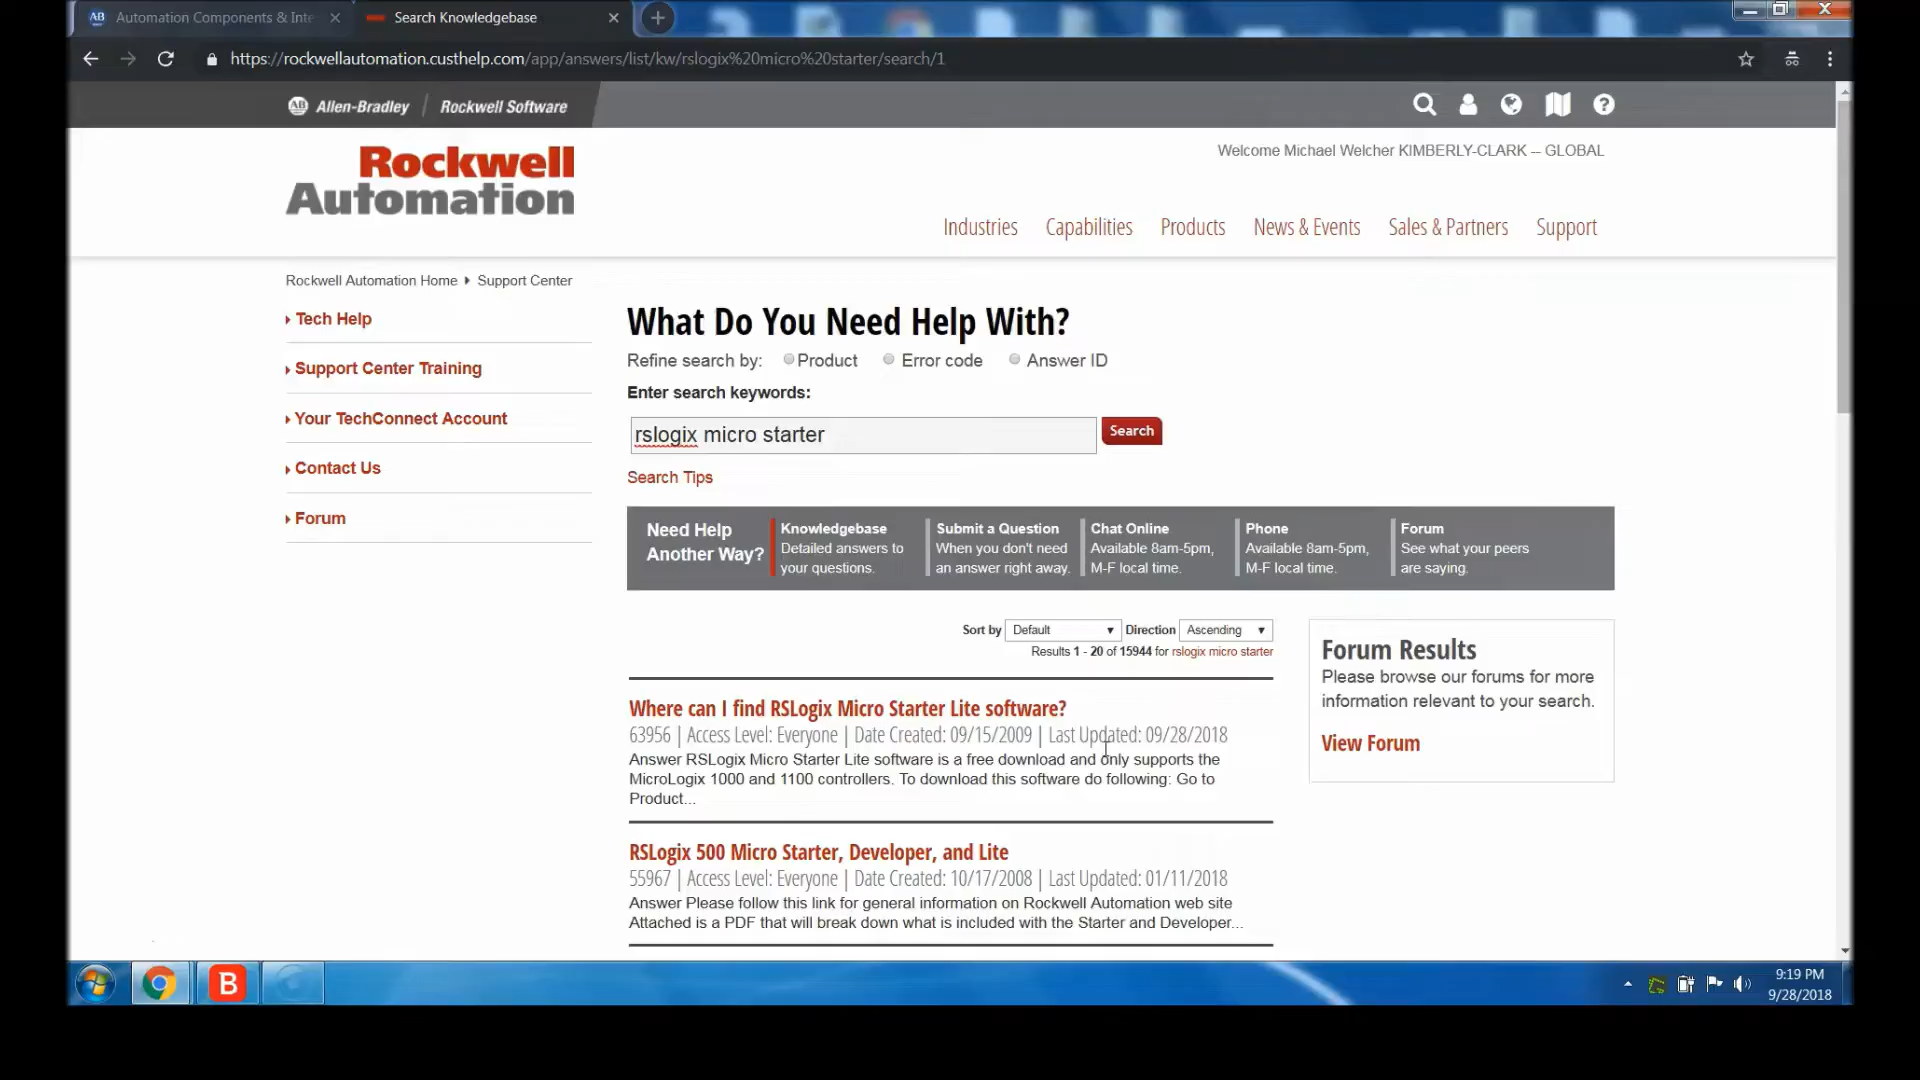 Automation Components & Inte
Search Knowledgebase
https://rockwellautomation.custhelp.com/app/answers/list/kw/rslogix%20micro%20starter/search/1
AB Allen-Bradley Rockwell Software
Rockwell
Automation
Welcome Michael Welcher KIMBERLY-CLARK -- GLOBAL
Industries Capabilities Products News & Events Sales & Partners Support
Rockwell Automation Home Support Center
Tech Help
Support Center Training
Your TechConnect Account
Contact Us
Forum
What Do You Need Help With?
Refine search by: Product Error code Answer ID
Enter search keywords:
rslogix micro starter
Search
Search Tips
Need Help
Another Way?
Knowledgebase
Detailed answers to
your questions.
Submit a Question
When you don't need
an answer right away.
Chat Online
Available 8am-5pm,
M-F local time.
Phone
Available 8am-5pm,
M-F local time.
Forum
See what your peers
are saying.
Sort by Default Direction Ascending
Results 1 - 20 of 15944 for rslogix micro starter
Where can I find RSLogix Micro Starter Lite software?
63956 | Access Level: Everyone | Date Created: 09/15/2009 | Last Updated: 09/28/2018
Answer RSLogix Micro Starter Lite software is a free download and only supports the
MicroLogix 1000 and 1100 controllers. To download this software do following: Go to
Product...
RSLogix 500 Micro Starter, Developer, and Lite
55967 | Access Level: Everyone | Date Created: 10/17/2008 | Last Updated: 01/11/2018
Answer Please follow this link for general information on Rockwell Automation web site
Attached is a PDF that will break down what is included with the Starter and Developer...
Forum Results
Please browse our forums for more
information relevant to your search.
View Forum
B
9:19 PM
9/28/2018